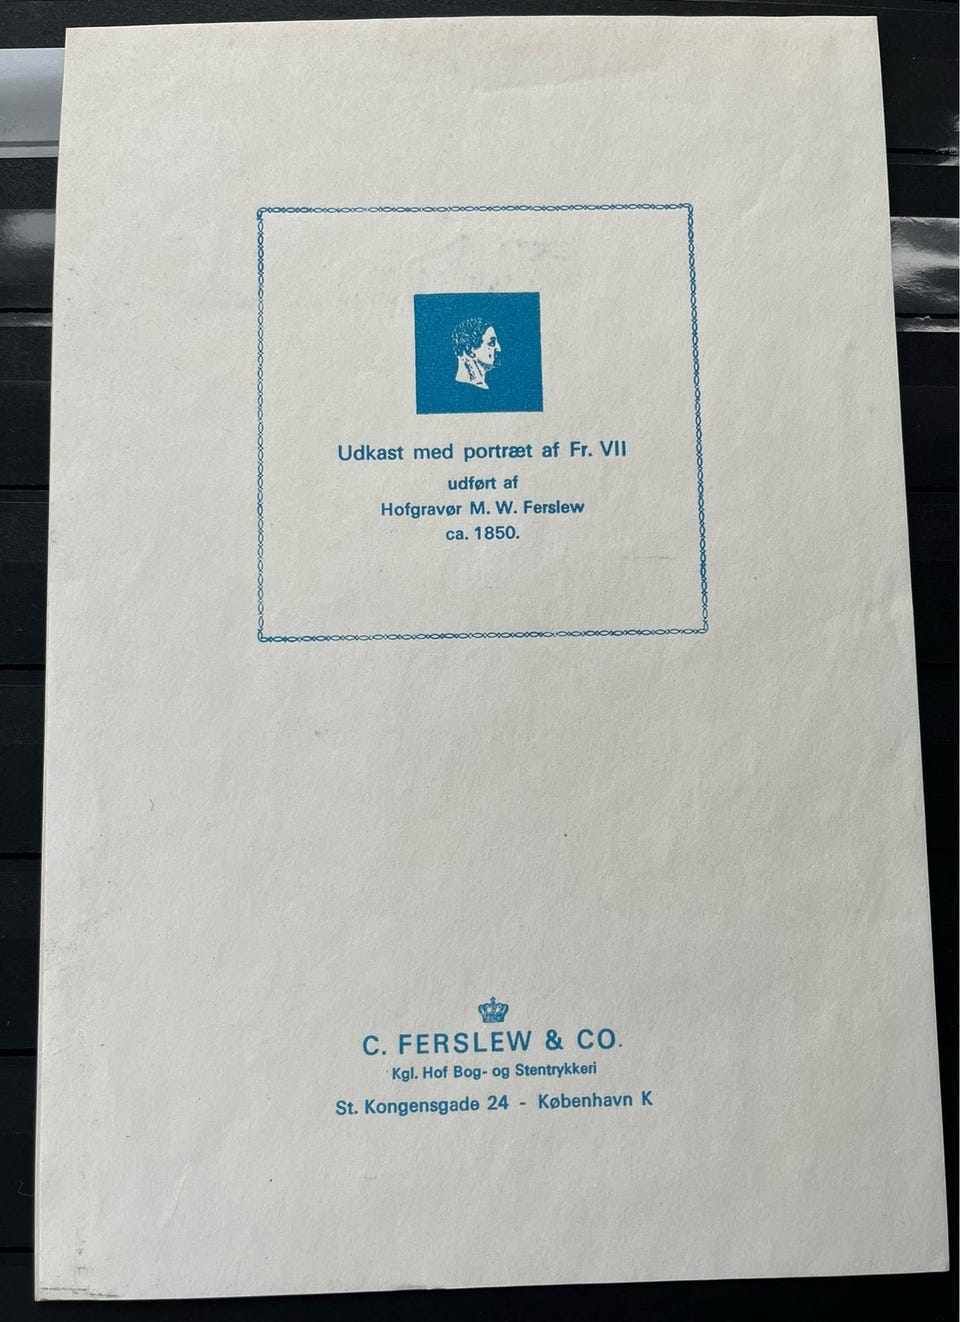 Udkast med portræt af Fr. VII
udført af
Hofgravør M. W. Ferslew
ca. 1850.
C. FERSLEW & CO.
Kgl. Hof Bog- og Stentrykkeri
St. Kongensgade 24 - København K